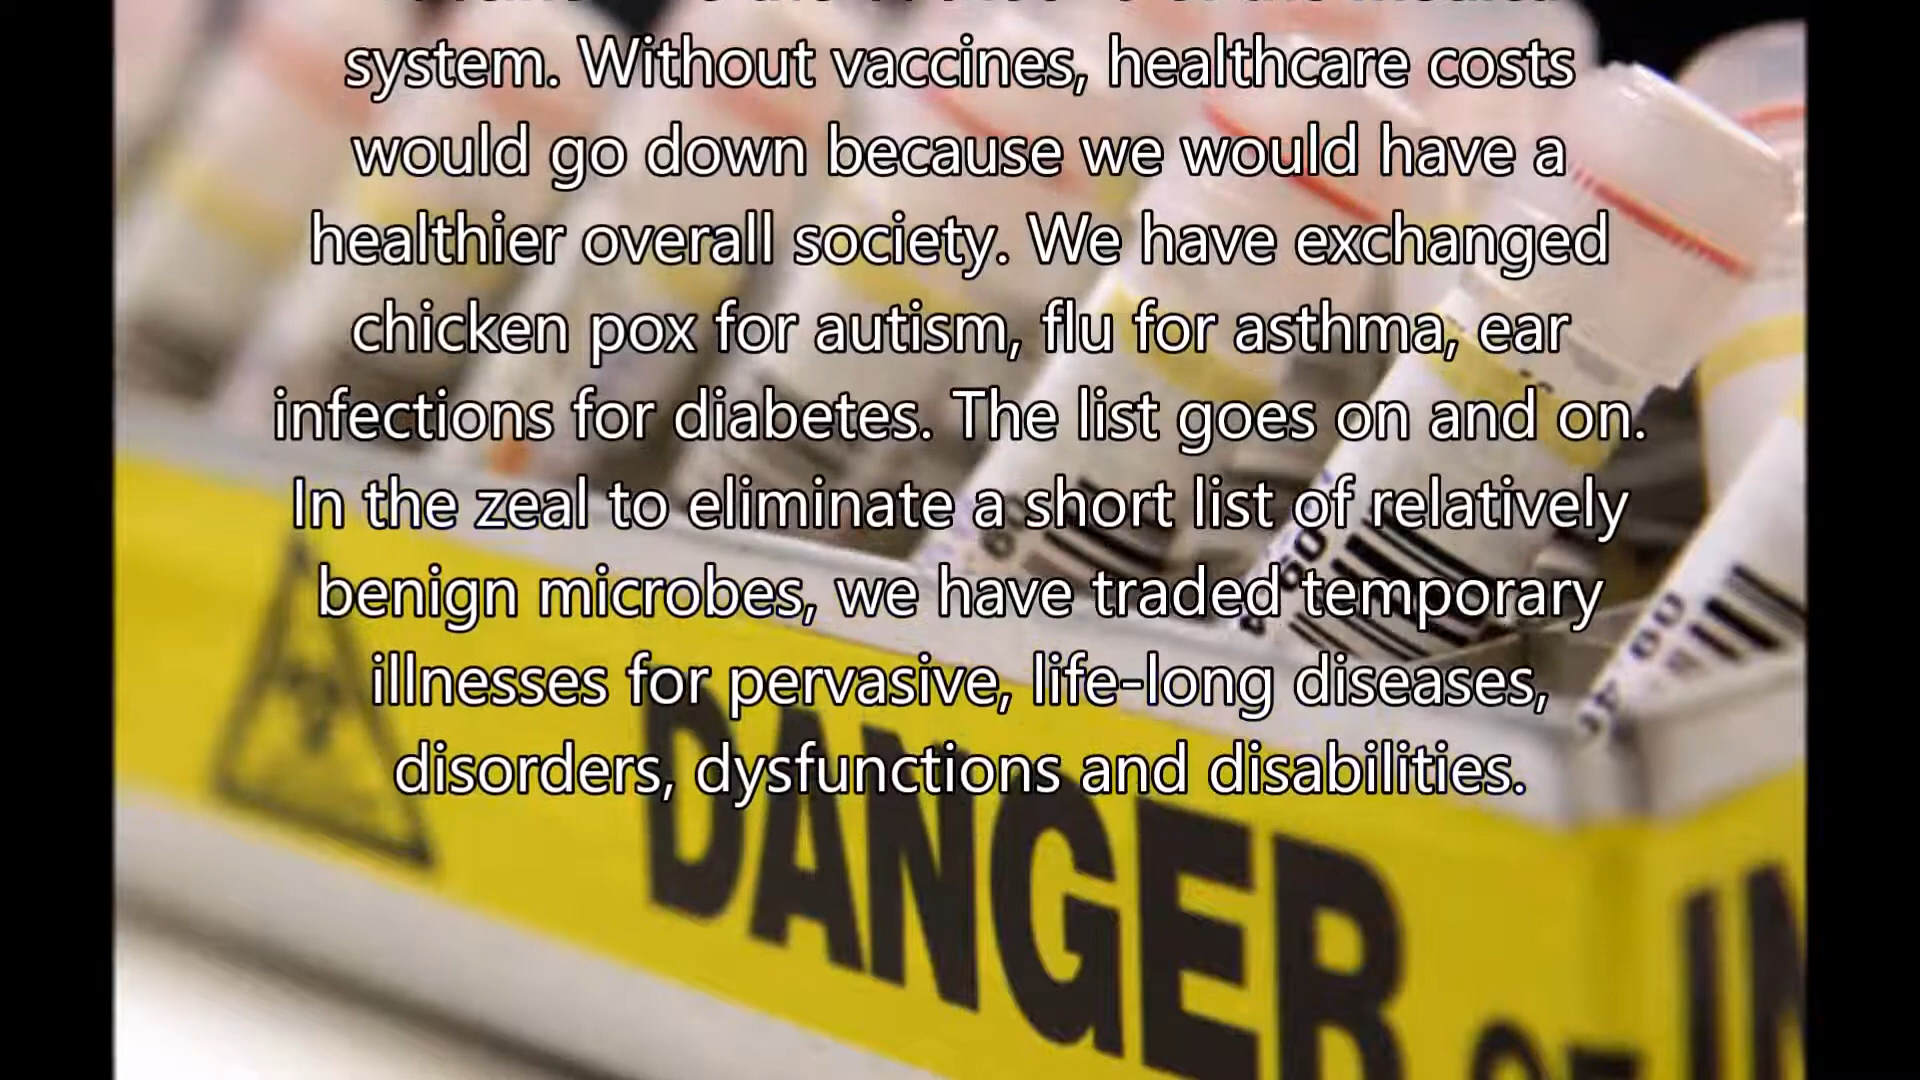 system. Without vaccines, healthcare costs
would go down because we would have a
healthier overall society. We have exchanged
chicken pox for autism, flu for asthma, ear
infections for diabetes. The list goes on and on.
In the zeal to eliminate a short list of relatively
benign microbes, we have traded temporary
illnesses for pervasive, life-long diseases,
disorders, dysfunctions and disabilities.
DANGER